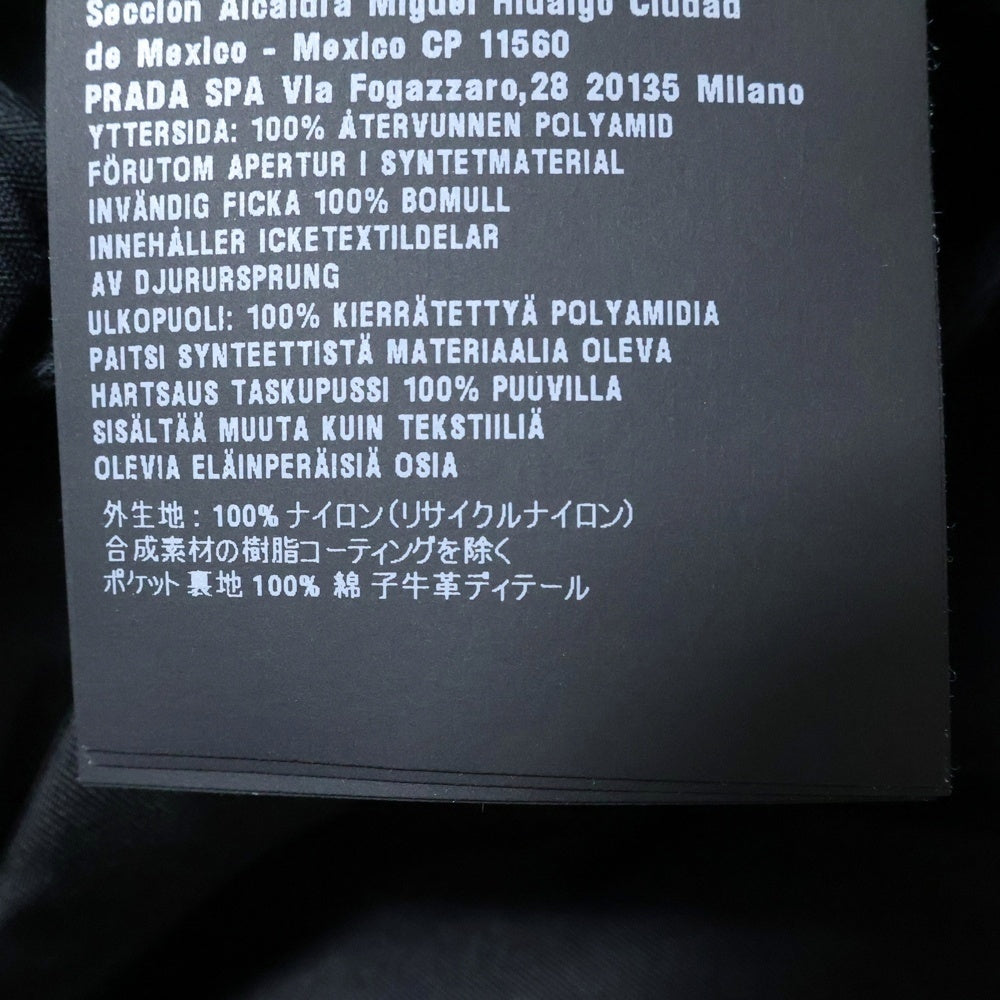 Seccion Alcaldia Miguel Hidalgo Ciudad
de Mexico - Mexico CP 11560
PRADA SPA Via Fogazzaro,28 20135 Milano
YTTERSIDA: 100% ÅTERVUNNEN POLYAMID
FÖRUTOM APERTUR I SYNTETMATERIAL
INVÄNDIG FICKA 100% BOMULL
INNEHÅLLER ICKETEXTILDELAR
AV DJURURSPRUNG
ULKOPUOLI: 100% KIERRÄTETTYÄ POLYAMIDIA
PAITSI SYNTEETTISTÄ MATERIAALIA OLEVA
HARTSAUS TASKUPUSSI 100% PUUVILLA
SISÄLTÄÄ MUUTA KUIN TEKSTIILIÄ
OLEVIA ELÄINPERÄISIÄ OSIA
外生地: 100% ナイロン(リサイクルナイロン)
合成素材の樹脂コーティングを除く
ポケット 裏地 100% 綿 子牛革ディテール